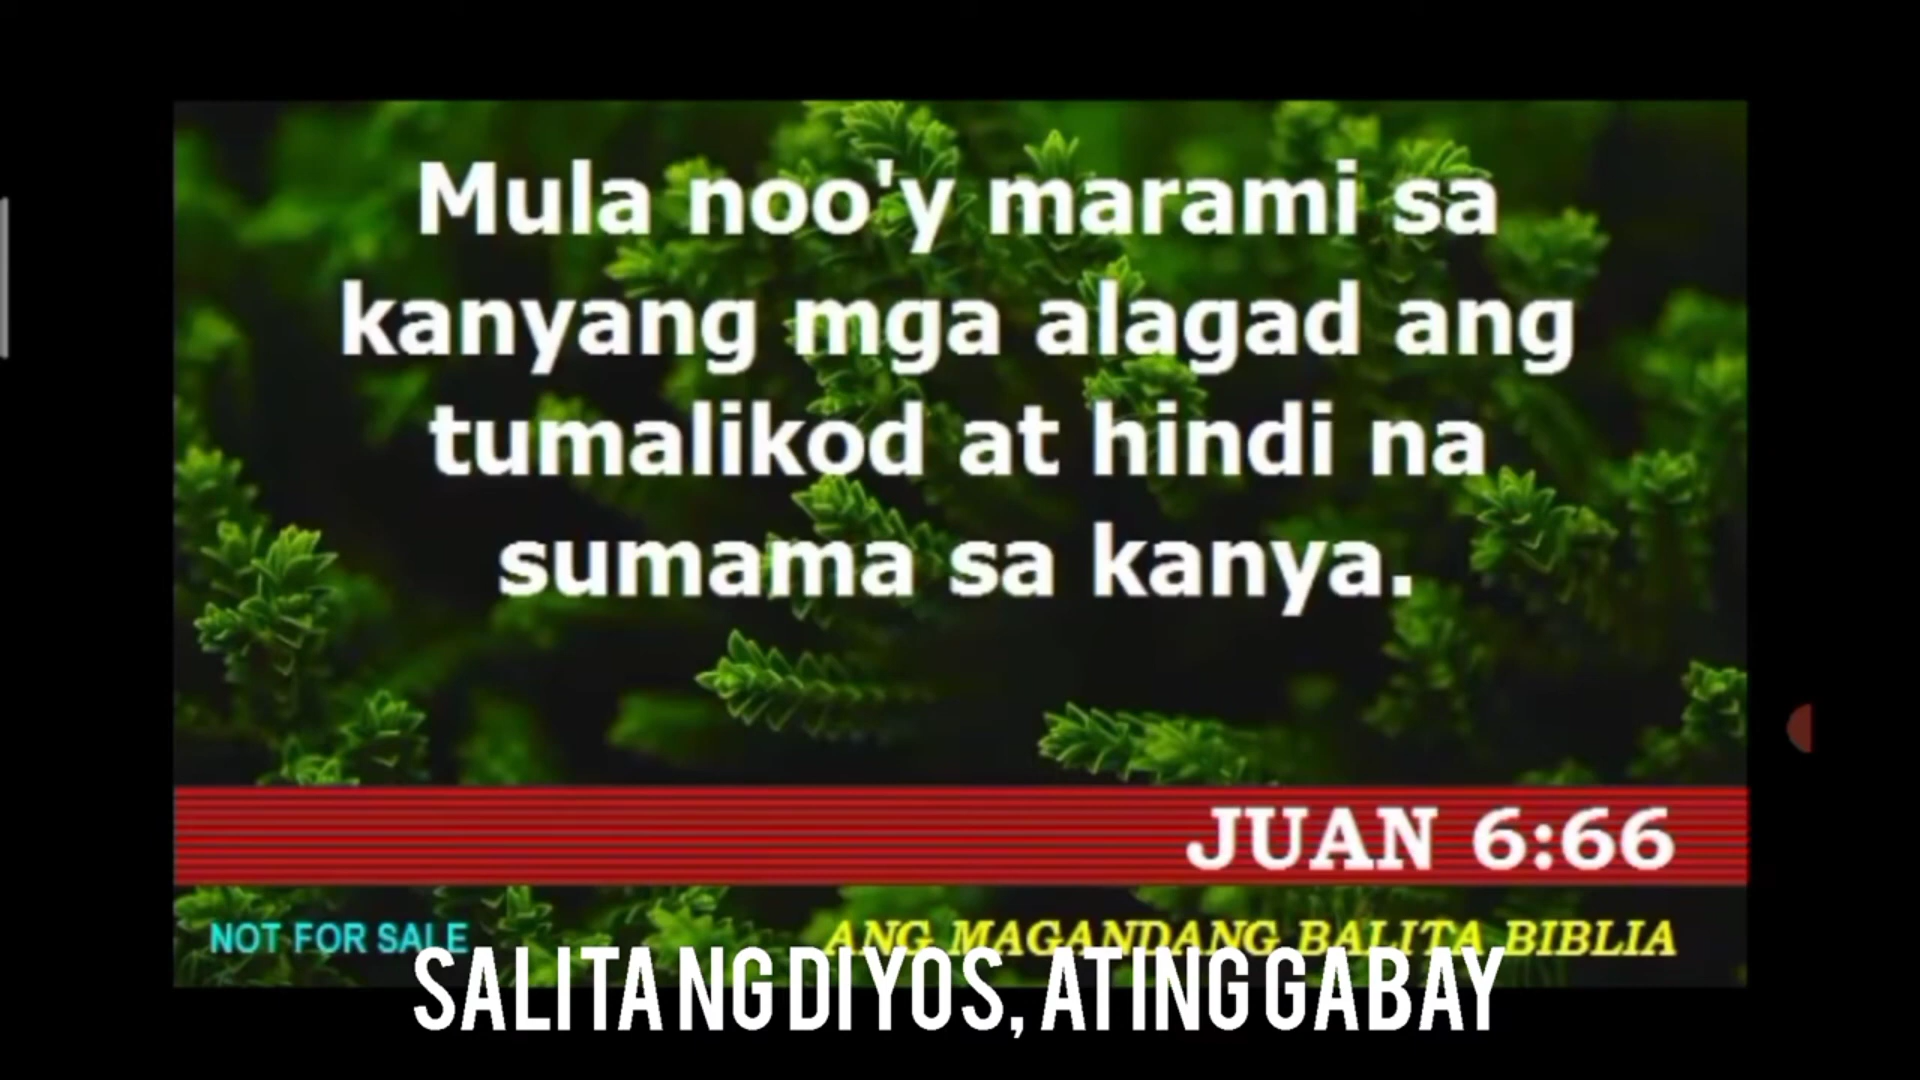 Mula noo'y marami sa
kanyang mga alagad ang
tumalikod at hindi na
sumama sa kanya.
JUAN 6:66
NOT FOR SALE
ANG MAGANDANG BALITA BIBLIA
SALITA NG DIYOS, ATING GABAY